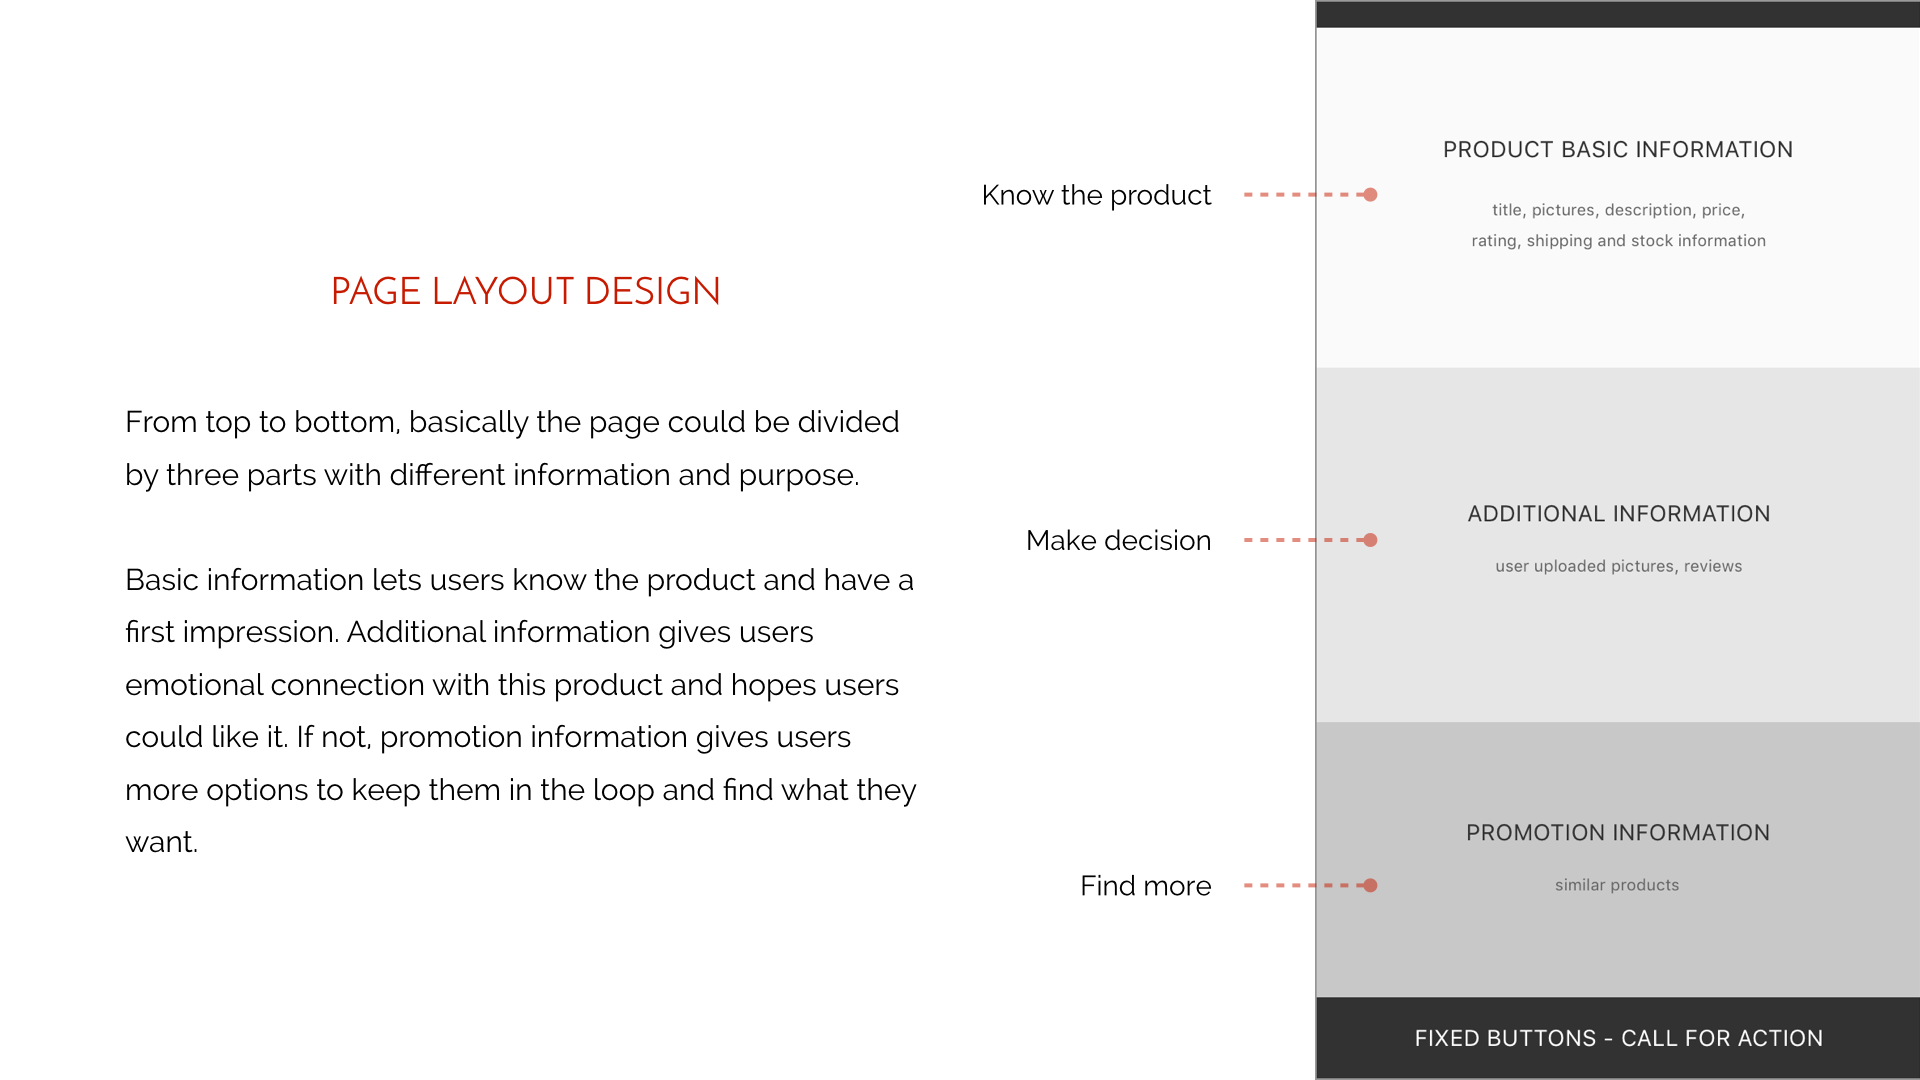 PAGE LAYOUT DESIGN
From top to bottom, basically the page could be divided
by three parts with different information and purpose.
Basic information lets users know the product and have a
first impression. Additional information gives users
emotional connection with this product and hopes users
could like it. If not, promotion information gives users
more options to keep them in the loop and find what they
want.
Know the product
Make decision
Find more
PRODUCT BASIC INFORMATION
title, pictures, description, price,
rating, shipping and stock information
ADDITIONAL INFORMATION
user uploaded pictures, reviews
PROMOTION INFORMATION
similar products
FIXED BUTTONS - CALL FOR ACTION